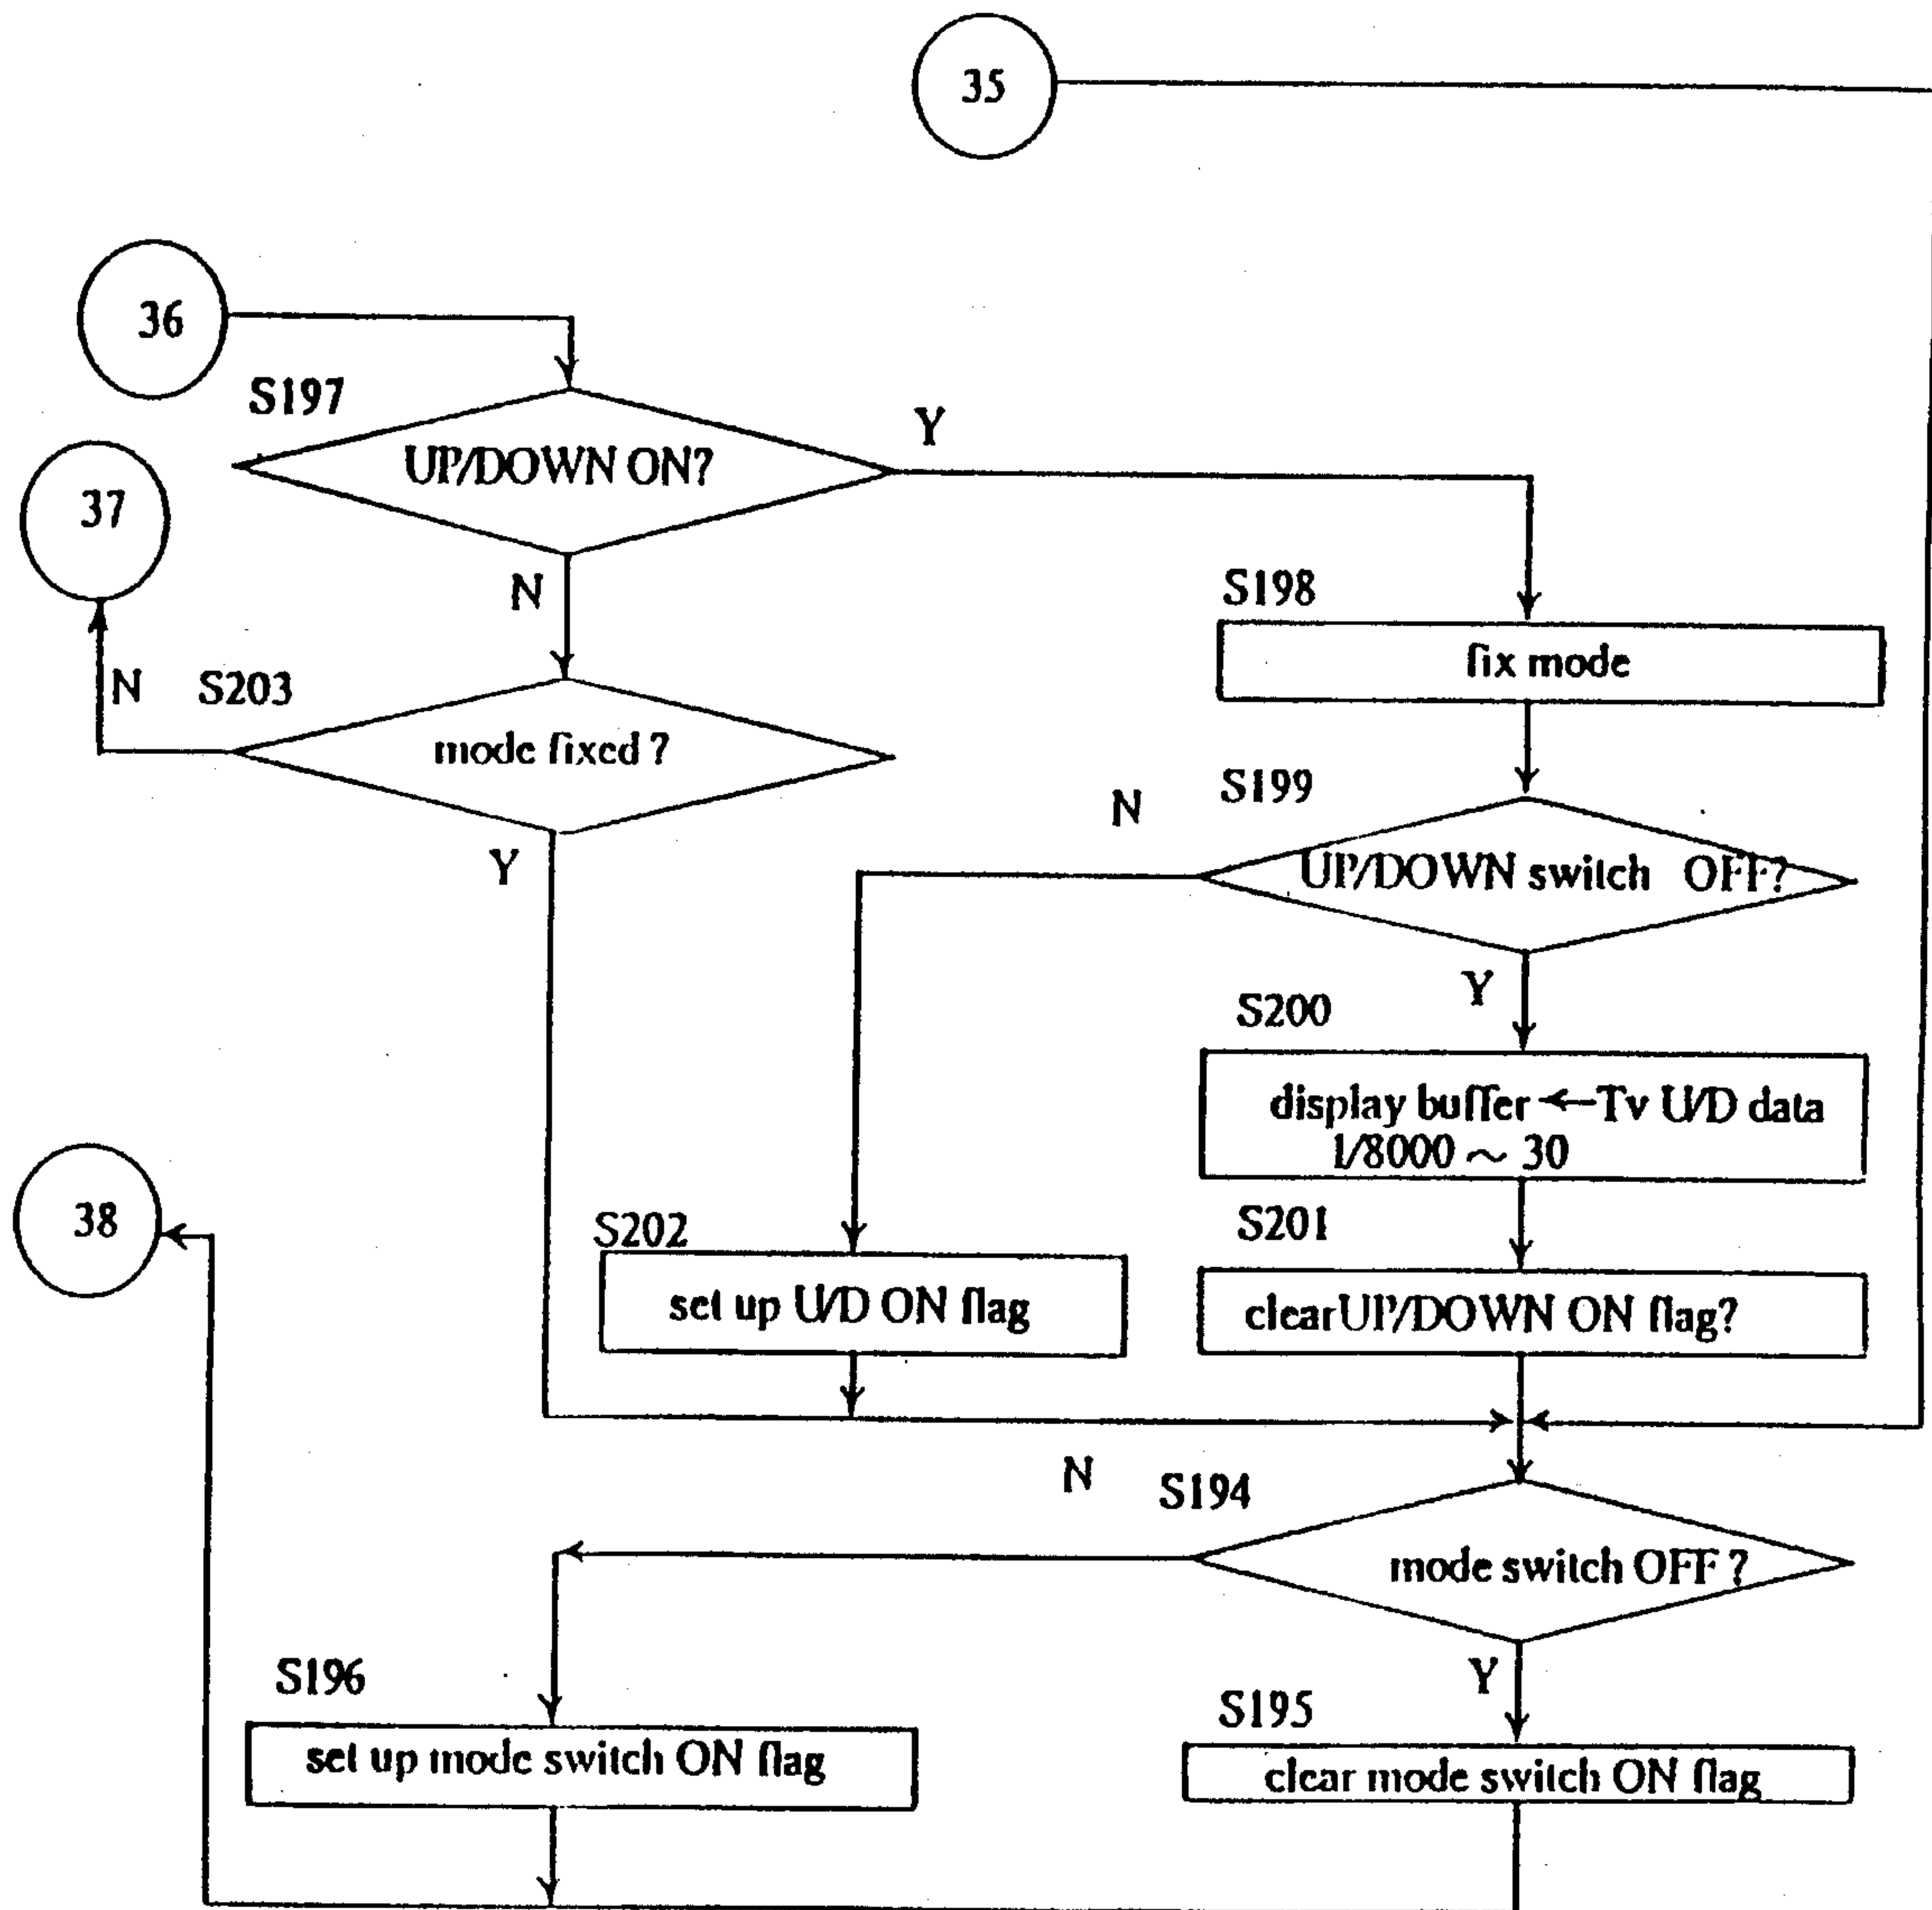 35
36
S197
UP/DOWN ON?
Y
37
N
S198
fix mode
N
S203
mode fixed ?
S199
N
UP/DOWN switch OFF?
Y
Y
S200
display buffer ←Tv U/D data
1/8000 ~ 30
38
S202
set up U/D ON flag
S201
clearUP/DOWN ON flag?
N
S194
mode switch OFF ?
S196
set up mode switch ON flag
Y
S195
clear mode switch ON flag